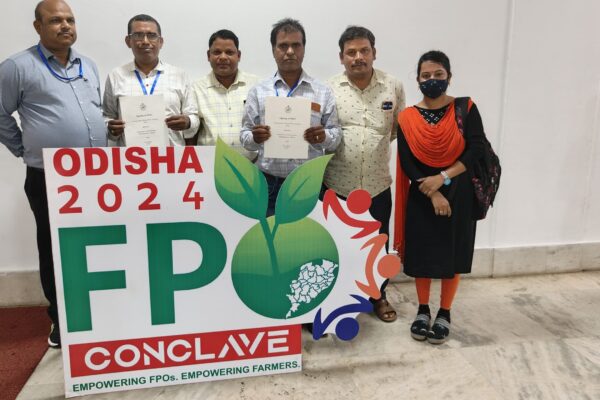 ODISHA
2024
FPO
CONCLAVE
EMPOWERING FPOs. EMPOWERING FARMERS.